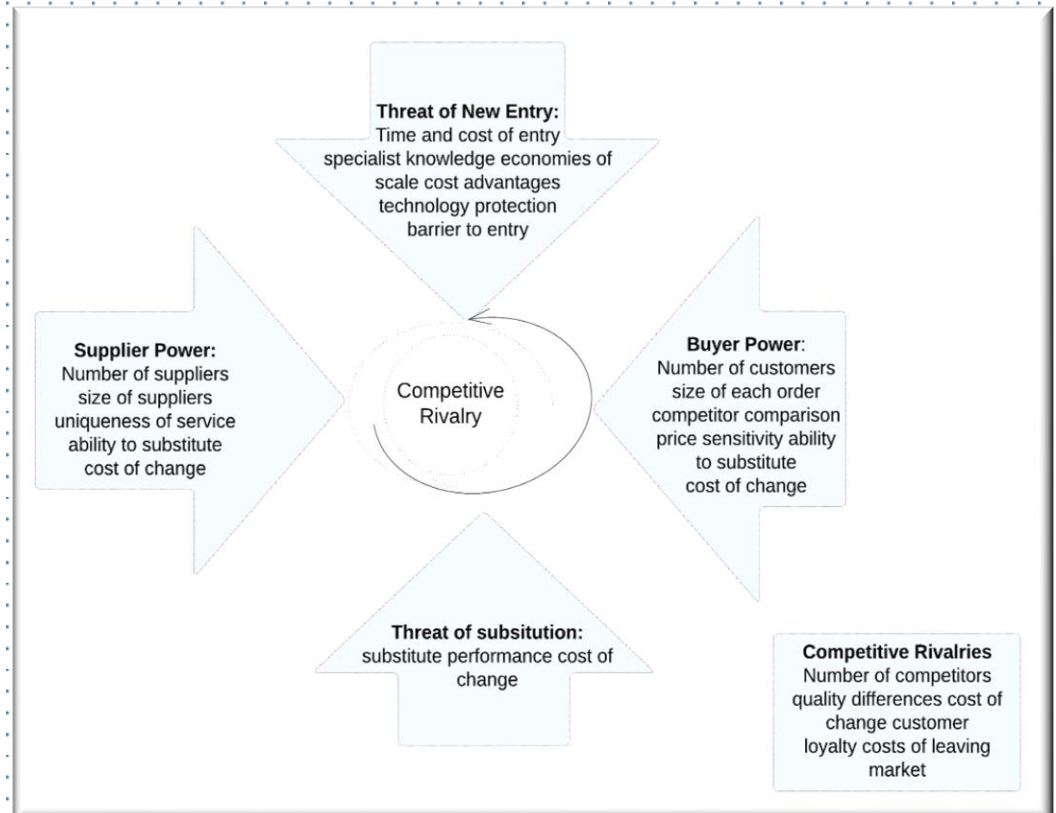 Threat of New Entry:
Time and cost of entry
specialist knowledge economies of
scale cost advantages
technology protection
barrier to entry
Supplier Power:
Number of suppliers
size of suppliers
uniqueness of service
ability to substitute
cost of change
Competitive
Rivalry
Buyer Power:
Number of customers
size of each order
competitor comparison
price sensitivity ability
to substitute
cost of change
Threat of subsitution:
substitute performance cost of
change
Competitive Rivalries
Number of competitors
quality differences cost of
change customer
loyalty costs of leaving
market